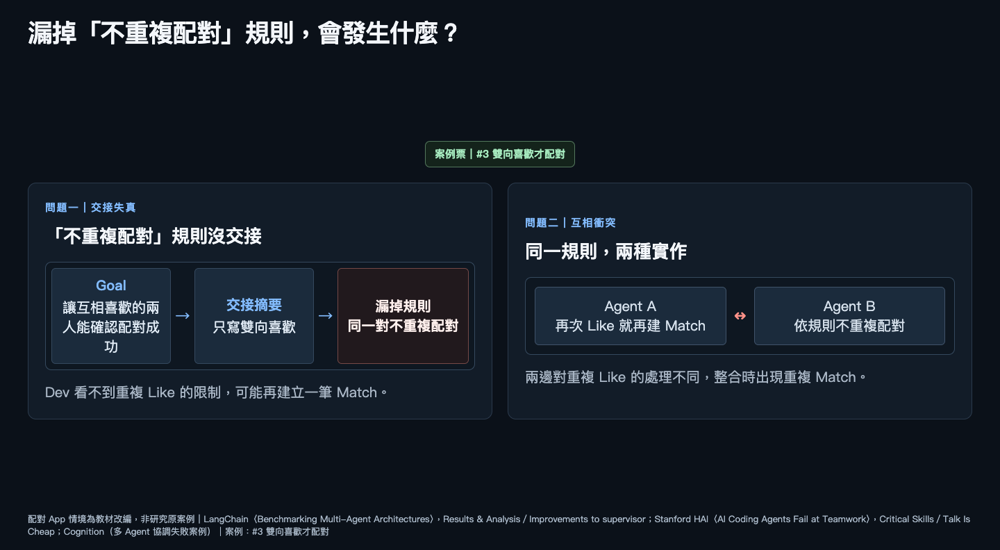 漏掉「不重複配對」規則，會發生什麼？
案例票｜#3 雙向喜歡才配對
問題一｜交接失真
「不重複配對」規則沒交接
Goal
讓互相喜歡的兩
人能確認配對成
功
→
交接摘要
只寫雙向喜歡
→
漏掉規則
同一對不重複配對
Dev 看不到重複 Like 的限制，可能再建立一筆 Match。
問題二｜互相衝突
同一規則，兩種實作
Agent A
再次 Like 就再建 Match
↔
Agent B
依規則不重複配對
兩邊對重複 Like 的處理不同，整合時出現重複 Match。
配對 App 情境為教材改編，非研究原案例｜LangChain〈Benchmarking Multi-Agent Architectures〉，Results & Analysis / Improvements to supervisor；Stanford HAI〈AI Coding Agents Fail at Teamwork〉，Critical Skills / Talk Is
Cheap；Cognition（多 Agent 協調失敗案例）｜案例：#3 雙向喜歡才配對